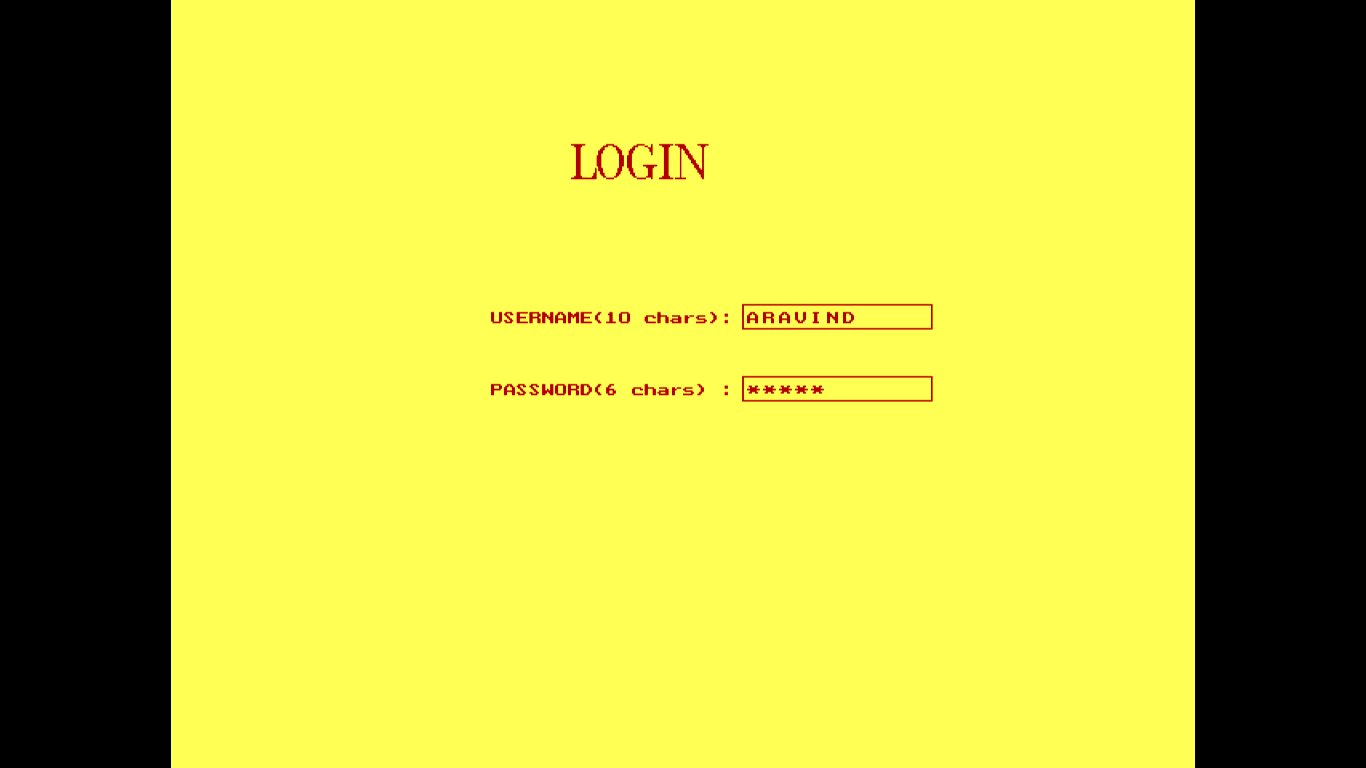 LOGIN
USERNAME(10 chars): ARAVIND
PASSWORD(6 chars) : *****